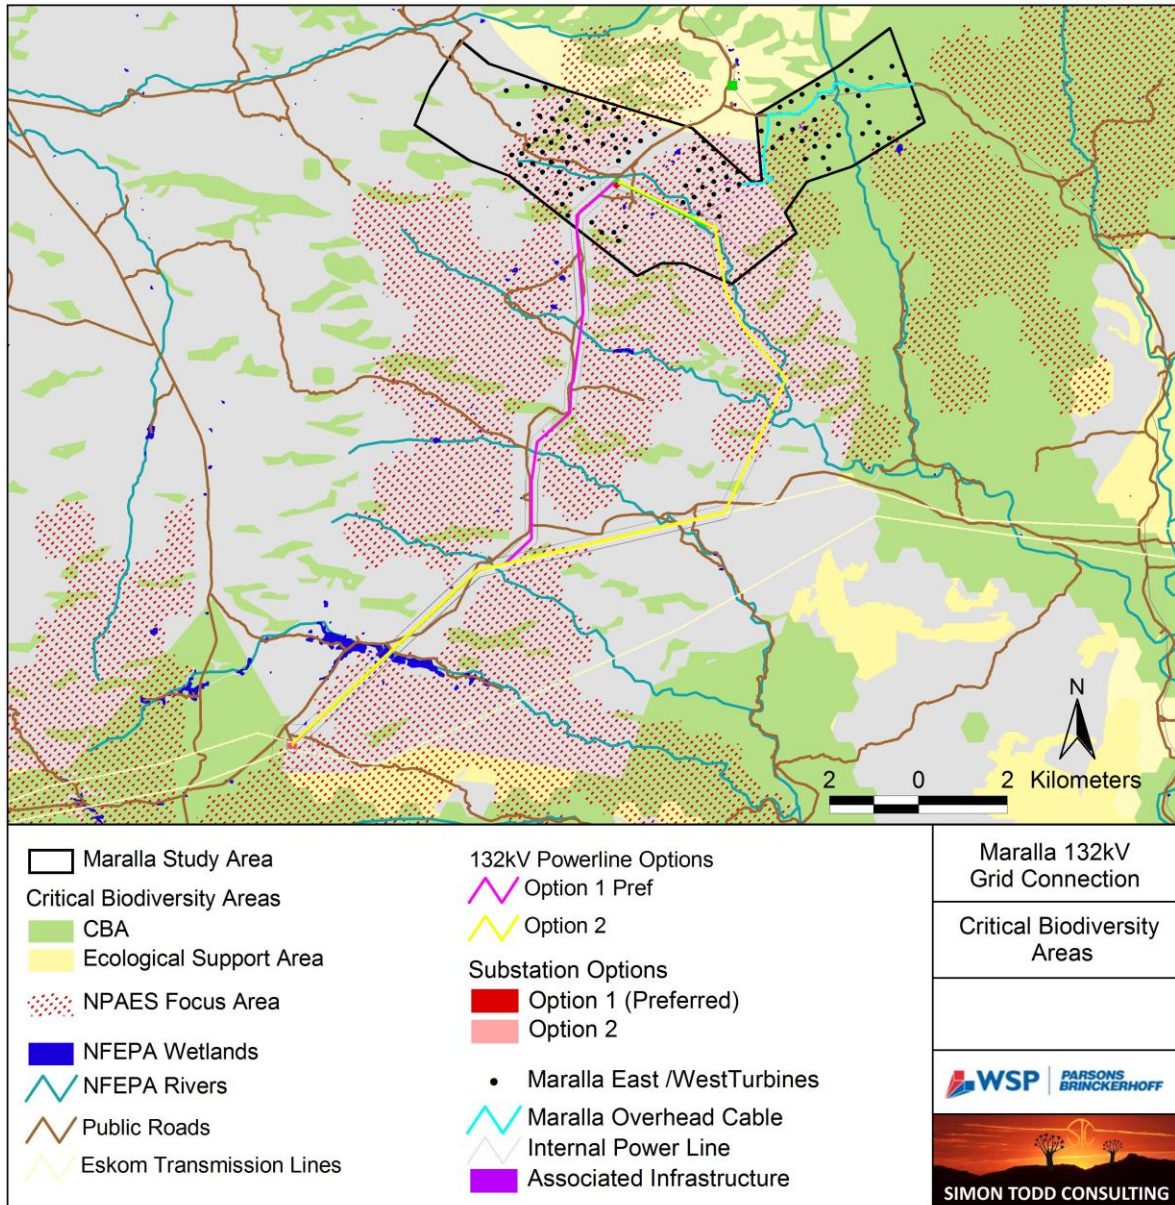 N
2 0 2
Kilometers
Maralla Study Area
Critical Biodiversity Areas
CBA
Ecological Support Area
NPAES Focus Area
NFEPA Wetlands
NFEPA Rivers
Public Roads
Eskom Transmission Lines
132kV Powerline Options
Option 1 Pref
Option 2
Substation Options
Option 1 (Preferred)
Option 2
Maralla East /WestTurbines
Maralla Overhead Cable
Internal Power Line
Associated Infrastructure
Maralla 132kV
Grid Connection
Critical Biodiversity
Areas
WSP | PARSONS
BRINCKERHOFF
SIMON TODD CONSULTING